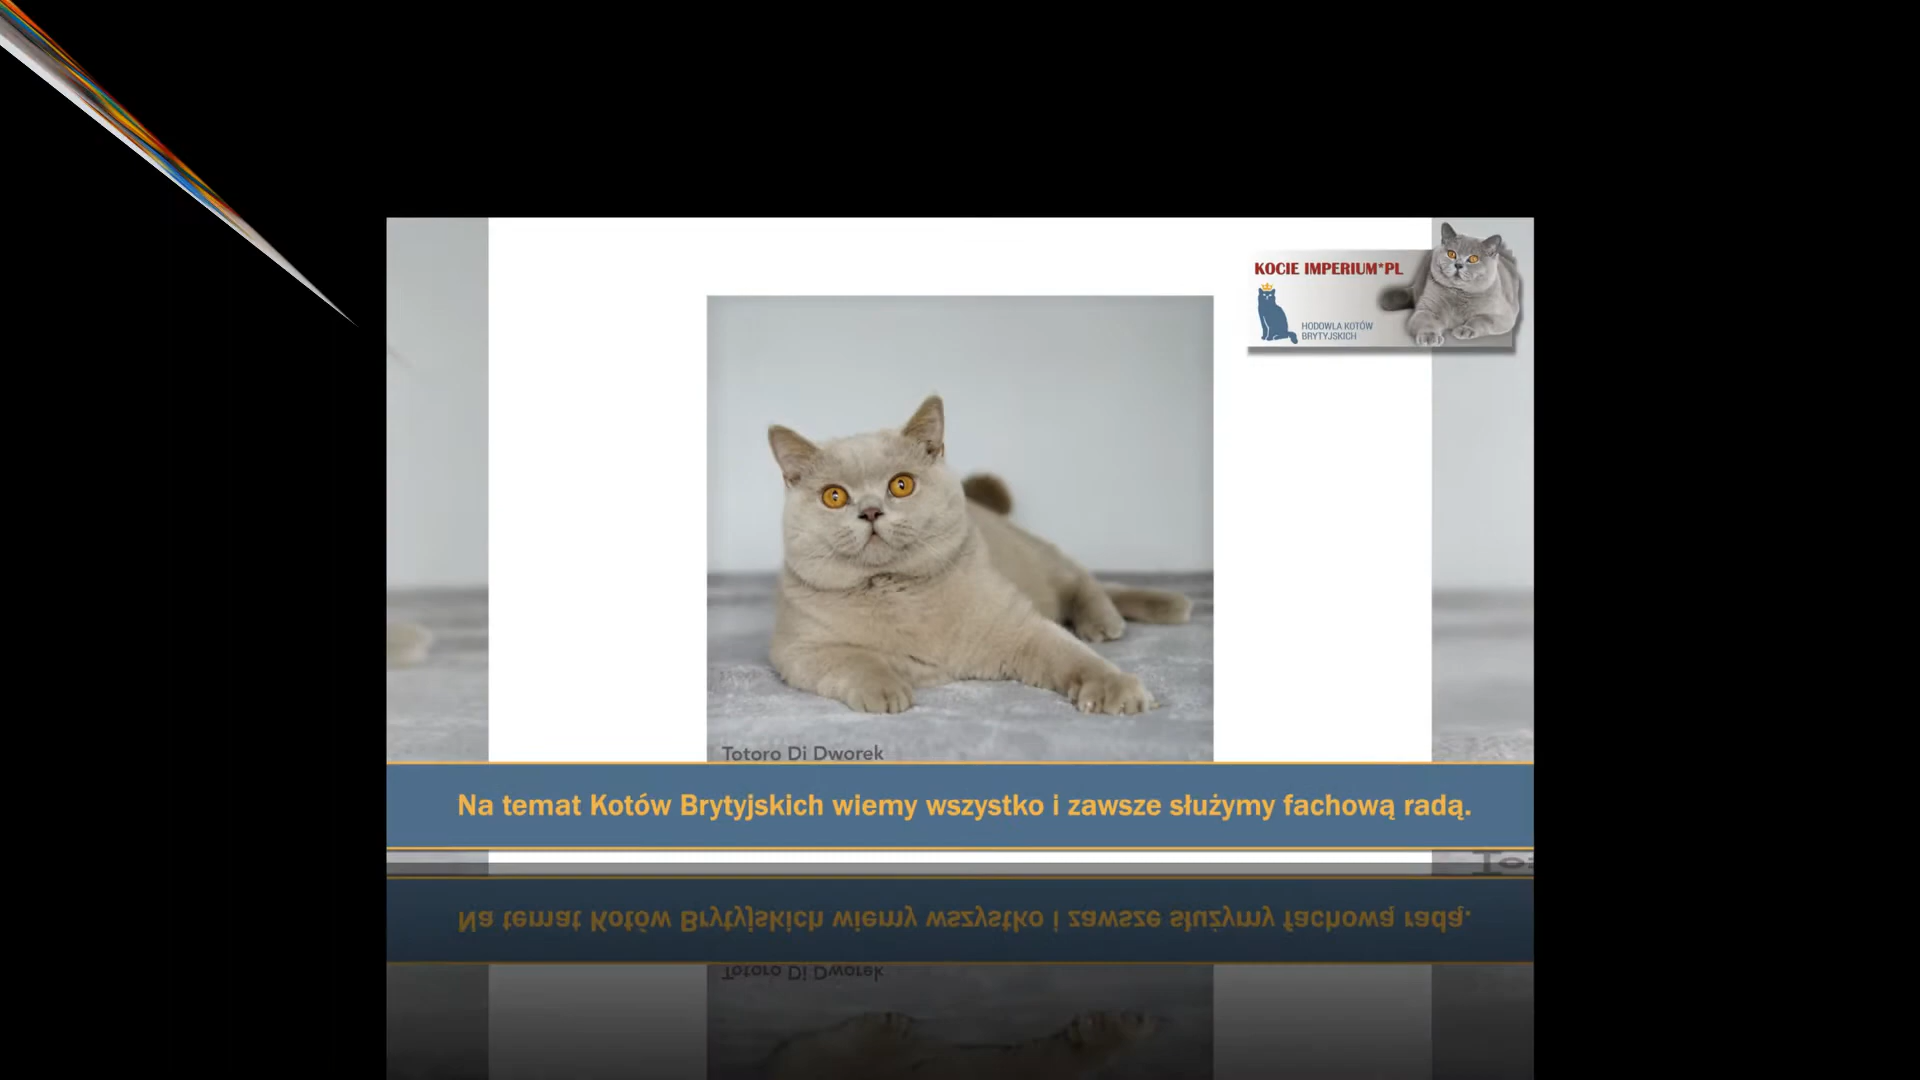 KOCIE IMPERIUM*PL
HODOWLA KOTÓW
BRYTYJSKICH
Totoro Di Dworek
Na temat Kotów Brytyjskich wiemy wszystko i zawsze służymy fachową radą.